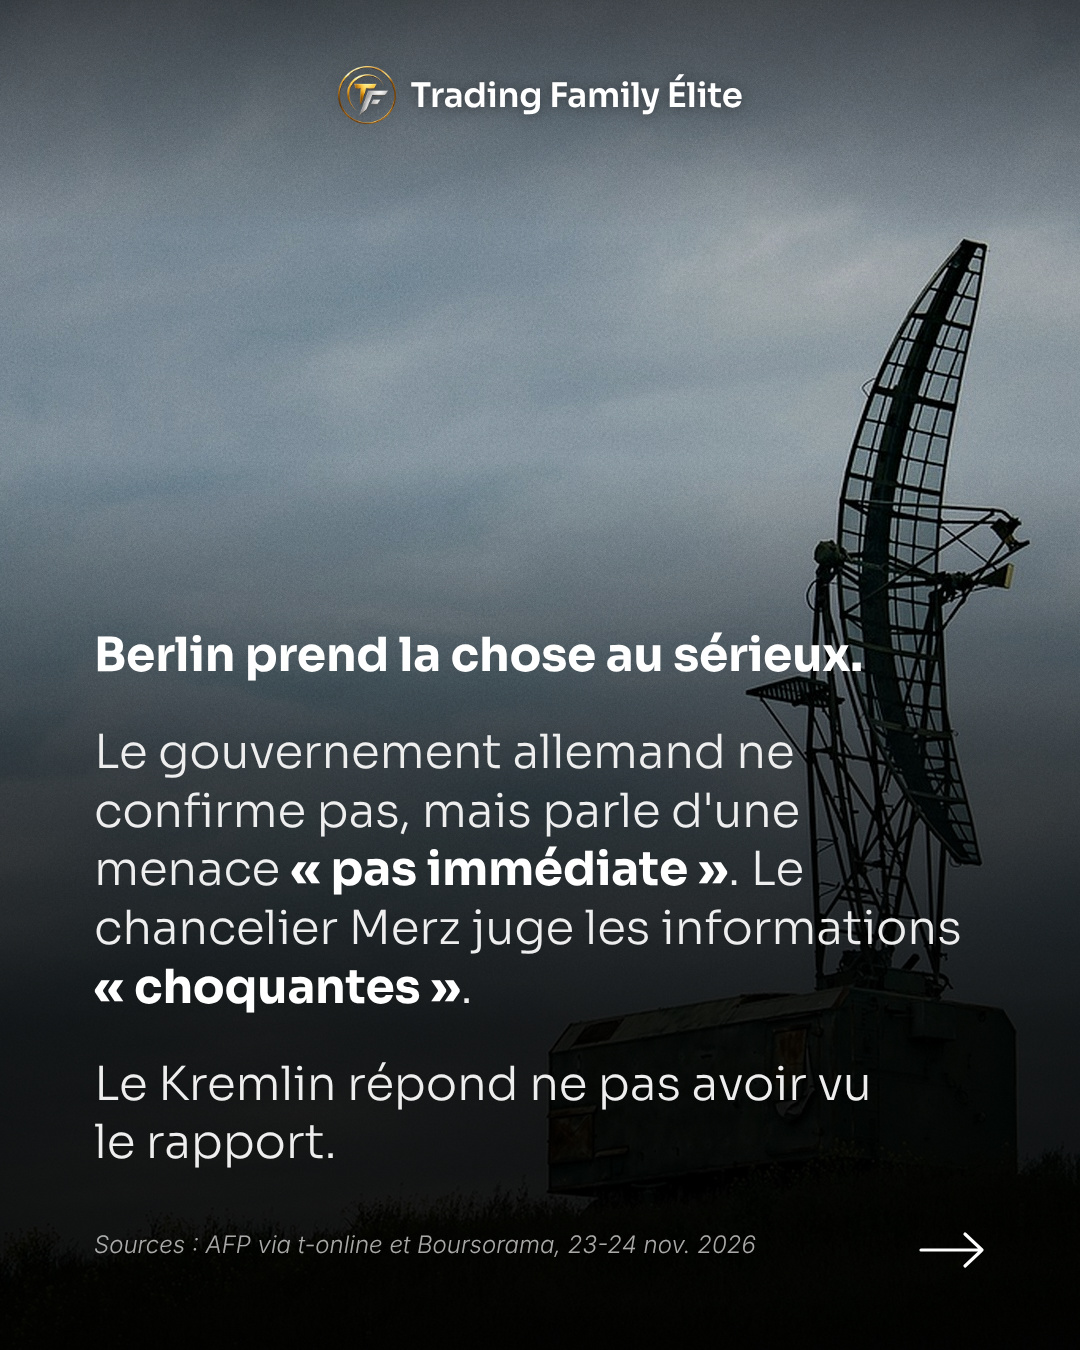 Trading Family Élite
Berlin prend la chose au sérieux.
Le gouvernement allemand ne
confirme pas, mais parle d'une
menace « pas immédiate ». Le
chancelier Merz juge les informations
« choquantes ».
Le Kremlin répond ne pas avoir vu
le rapport.
Sources : AFP via t-online et Boursorama, 23-24 nov. 2026